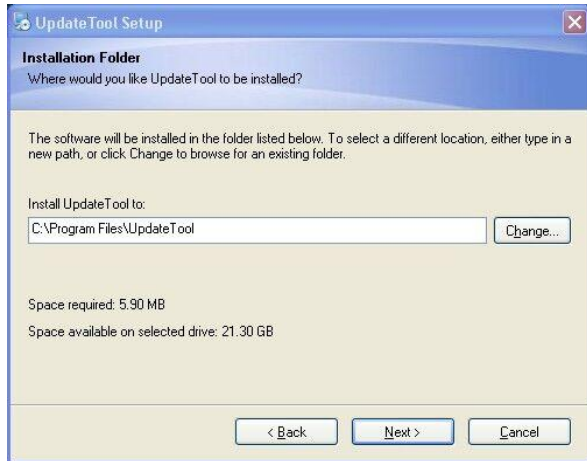 UpdateTool Setup
Installation Folder
Where would you like UpdateTool to be installed?
The software will be installed in the folder listed below. To select a different location, either type in a
new path, or click Change to browse for an existing folder.
Install UpdateTool to:
C:\Program Files\UpdateTool
Change...
Space required: 5.90 MB
Space available on selected drive: 21.30 GB
< Back
Next >
Cancel